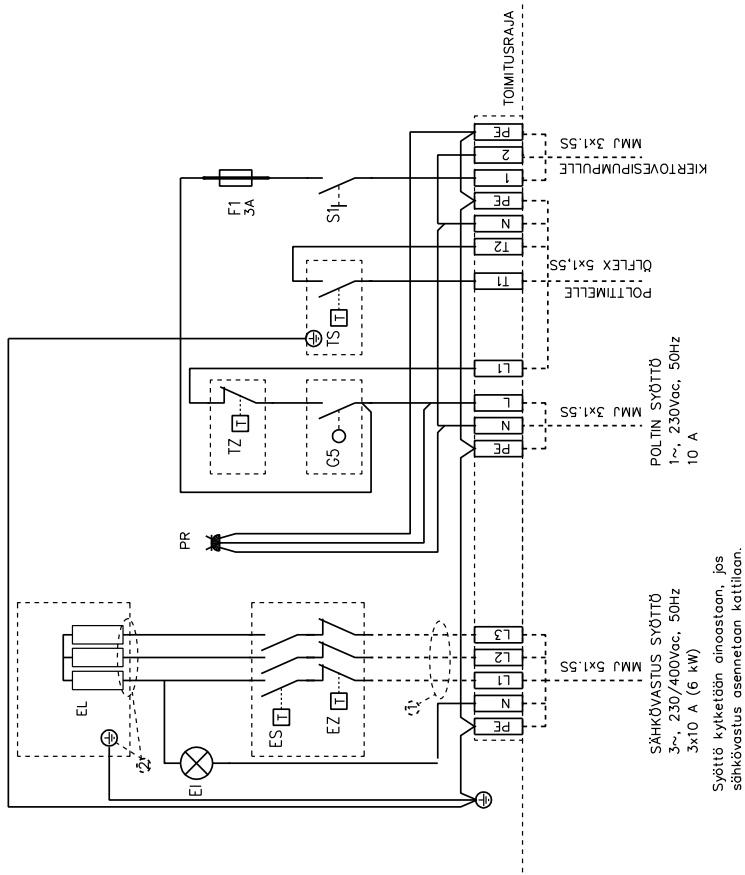 EL
12
EI
ES
T
EZ
T
11
PR
TZ
T
G5
TS
T
F1
3A
S1
TOIMITUSRAJA
PE
N
L1
L2
L3
PE
N
L
L1
T1
T2
N
PE
1
2
PE
MMJ 5x1.5S
MMJ 3x1.5S
POLTTIMELLE
ÖLFLEX 5x1,5S
KIERTOVESIPUMPULLE
MMJ 3x1.5S
SÄHKÖVASTUS SYÖTTÖ
3~, 230/400Vac, 50Hz
3x10 A (6 kW)
Syöttö kytketään ainoastaan, jos
sähkövastus asennetaan kattilaan.
POLTIN SYÖTTÖ
1~, 230Vac, 50Hz
10 A